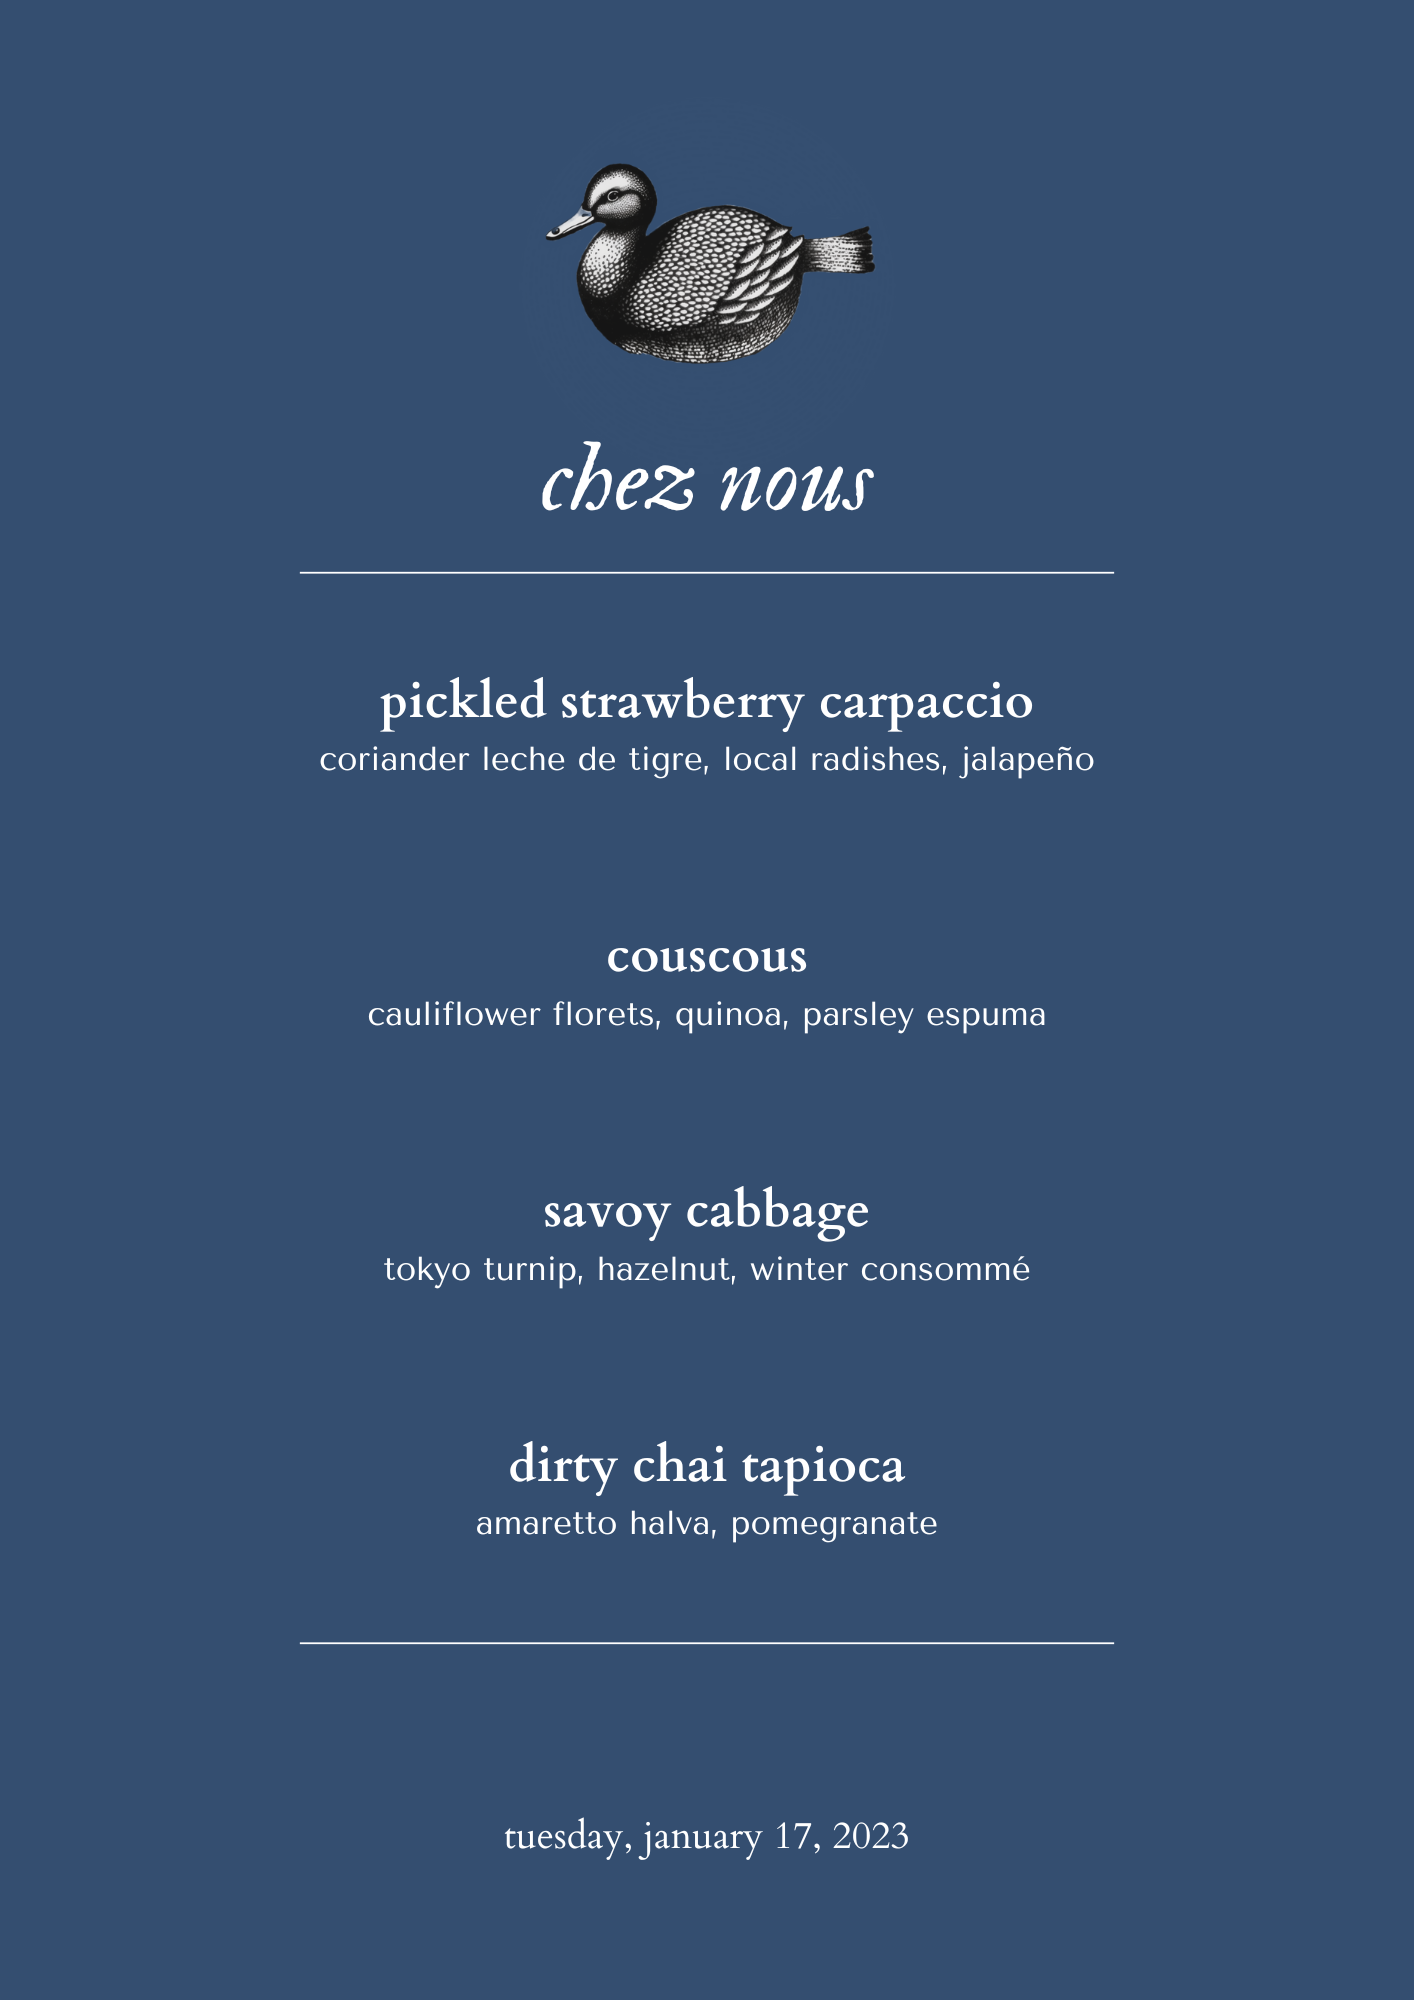 chez nous
pickled strawberry carpaccio
coriander leche de tigre, local radishes, jalapeño
couscous
cauliflower florets, quinoa, parsley espuma
savoy cabbage
tokyo turnip, hazelnut, winter consommé
dirty chai tapioca
amaretto halva, pomegranate
tuesday, january 17, 2023